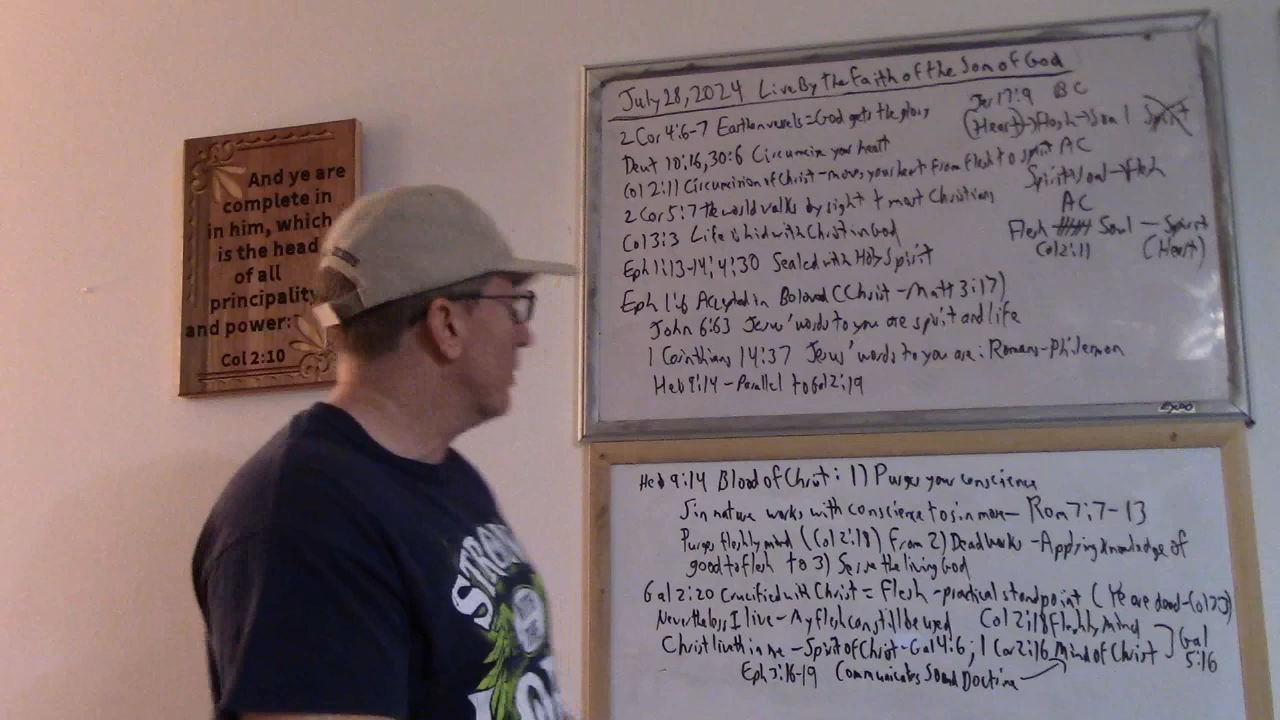 And ye are
complete in
in him, which
is the head
of all
principality
and power:
Col 2:10
July 28, 2024 Live By the Faith of the Son of God
2 Cor 4:6-7 Earthen vessels = God gets the glory
Deut 10:16, 30:6 Circumcize your heart
Col 2:11 Circumcision of Christ - moves your heart from flesh to spirit
2 Cor 5:7 The world walks by sight + most Christians
Col 3:3 Life is hid with Christ in God
Eph 1:13-14; 4:30 Sealed with Holy Spirit
Eph 1:6 Accepted in Beloved (Christ - Matt 3:17)
John 6:63 Jesus' words to you are spirit and life
1 Corinthians 14:37 Jesus' words to you are: Romans-Philemon
Heb 9:14 - Parallel to Gal 2:19
Jer 17:9 BC
(Heart) Flesh Soul Spirit
AC
Spirit Soul Flesh
AC
Flesh Soul - Spirit
Col 2:11 (Heart)
EXPO
Heb 9:14 Blood of Christ: 1) Purges your conscience
Sin nature works with conscience to sin more - Rom 7:7-13
Purges fleshly mind (Col 2:18) from 2) Dead works - Applying knowledge of
good to flesh to 3) Serve the living God
Gal 2:20 Crucified with Christ = Flesh - practical standpoint (Ye are dead - Col 3:3)
Nevertheless I live - My flesh can still be used Col 2:18 Fleshly Mind
Christ liveth in me - Spirit of Christ - Gal 4:6; 1 Cor 2:16 Mind of Christ ] Gal 5:16
Eph 3:16-19 Communicates Sound Doctrine
STRONG